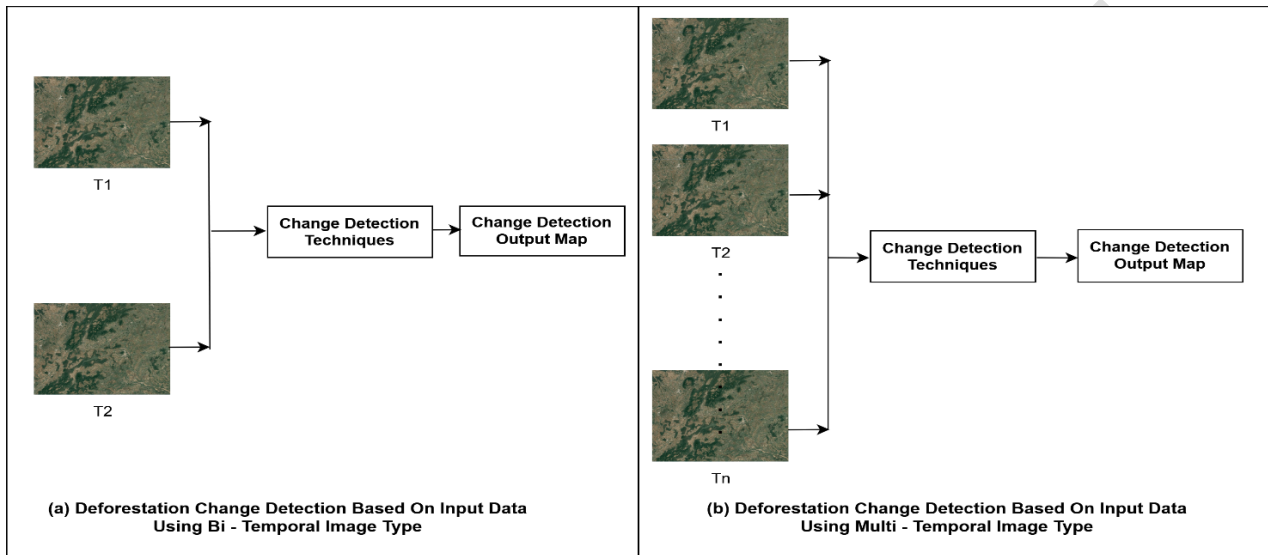 T1
T2
Change Detection
Techniques
Change Detection
Output Map
(a) Deforestation Change Detection Based On Input Data
Using Bi - Temporal Image Type
T1
T2
Tn
Change Detection
Techniques
Change Detection
Output Map
(b) Deforestation Change Detection Based On Input Data
Using Multi - Temporal Image Type